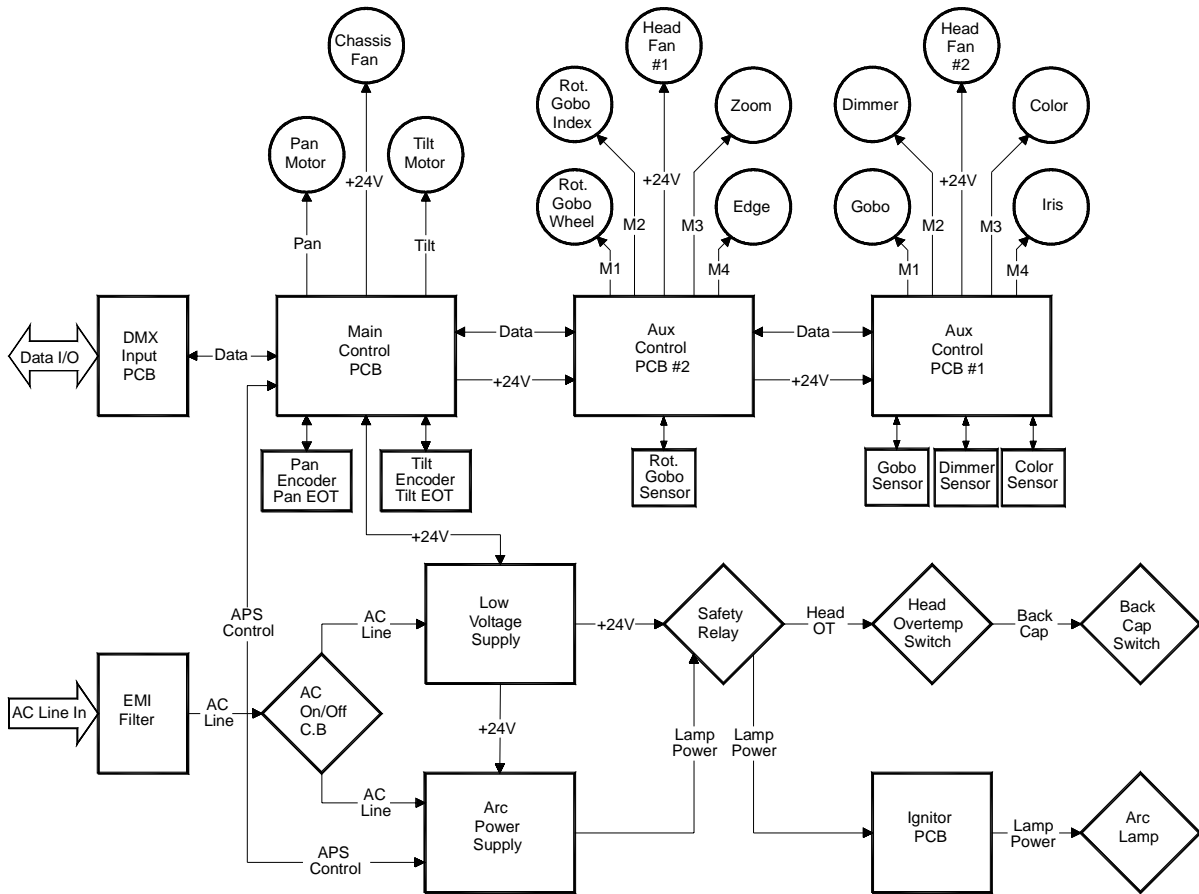 Chassis
Fan
Head
Fan
#1
Head
Fan
#2
Rot.
Gobo
Index
Zoom
Dimmer
Color
Pan
Motor
Tilt
Motor
+24V
+24V
+24V
Rot.
Gobo
Wheel
Edge
Gobo
Iris
Pan
Tilt
M1
M2
M3
M4
M1
M2
M3
M4
Data I/O
DMX
Input
PCB
Data
Main
Control
PCB
Data
+24V
Aux
Control
PCB #2
Data
+24V
Aux
Control
PCB #1
Pan
Encoder
Pan EOT
Tilt
Encoder
Tilt EOT
Rot.
Gobo
Sensor
Gobo
Sensor
Dimmer
Sensor
Color
Sensor
+24V
APS
Control
AC
Line
Low
Voltage
Supply
+24V
Safety
Relay
Head
OT
Head
Overtemp
Switch
Back
Cap
Back
Cap
Switch
AC Line In
EMI
Filter
AC
Line
AC
On/Off
C.B
+24V
Lamp
Power
Lamp
Power
AC
Line
Arc
Power
Supply
APS
Control
Ignitor
PCB
Lamp
Power
Arc
Lamp